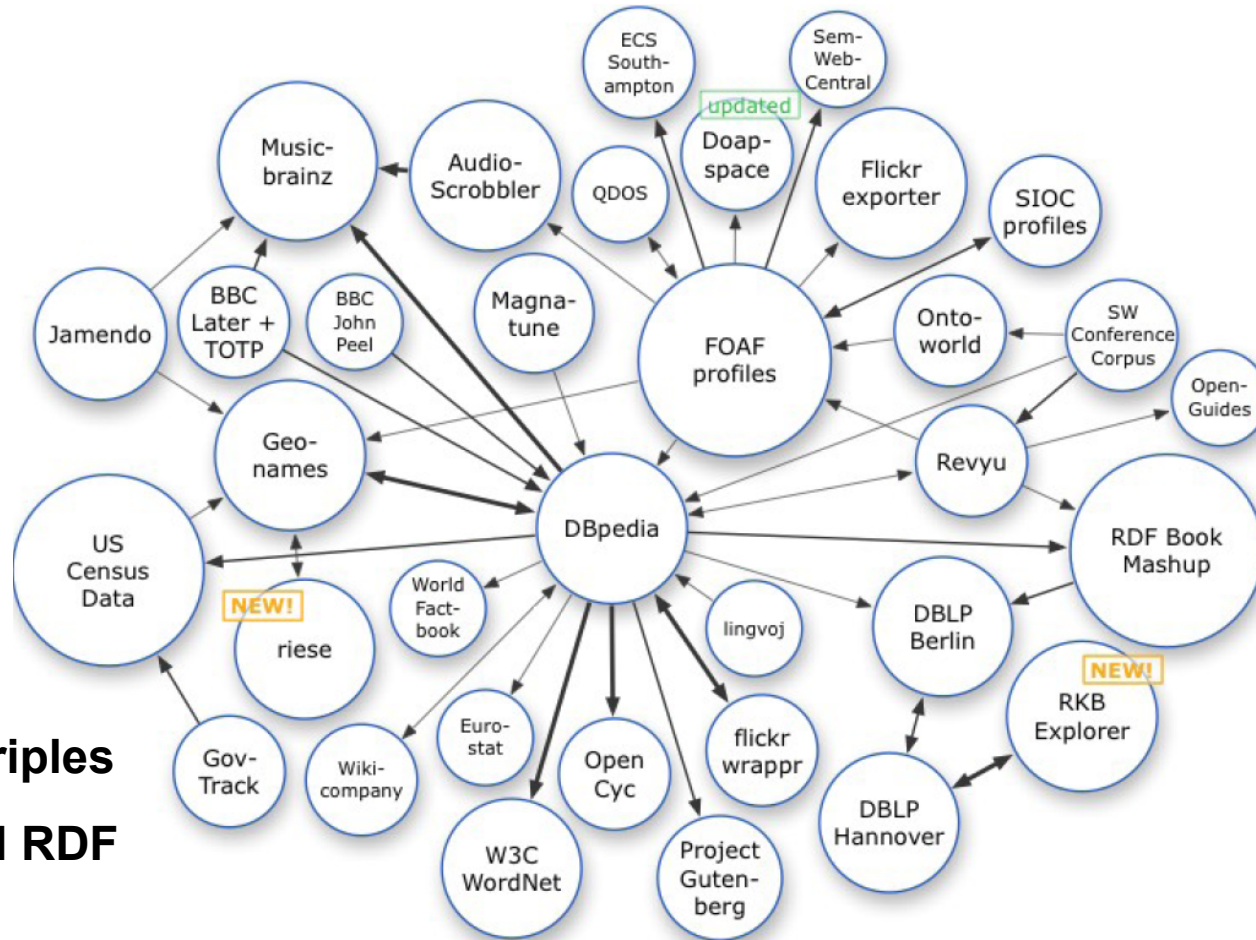 ECS
South-
ampton
Sem-
Web-
Central
updated
Doap-
space
Music-
brainz
Audio-
Scrobbler
QDOS
Flickr
exporter
SIOC
profiles
Jamendo
BBC
Later +
TOTP
BBC
John
Peel
Magna-
tune
FOAF
profiles
Onto-
world
SW
Conference
Corpus
Open-
Guides
Geo-
names
Revyu
DBpedia
US
Census
Data
RDF Book
Mashup
NEW!
riese
World
Fact-
book
lingvoj
DBLP
Berlin
NEW!
RKB
Explorer
Gov-
Track
Wiki-
company
Euro-
stat
Open
Cyc
flickr
wrappr
DBLP
Hannover
W3C
WordNet
Project
Guten-
berg
riples
RDF